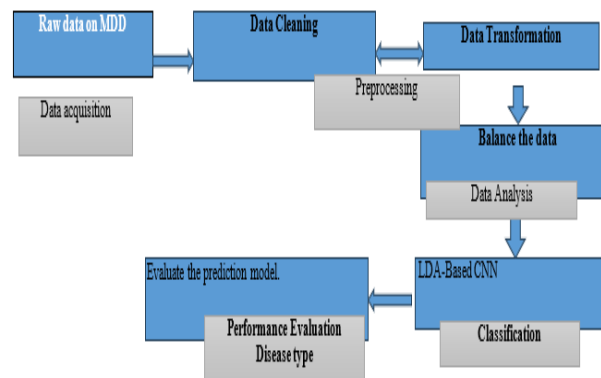 Raw data on MDD
Data acquisition
Data Cleaning
Preprocessing
Data Transformation
Balance the data
Data Analysis
LDA-Based CNN
Classification
Evaluate the prediction model.
Performance Evaluation
Disease type